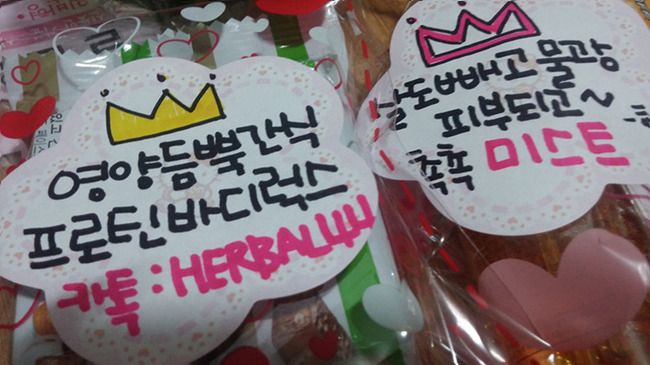 영양듬뿍간식
프로틴바디럭스
카톡:HERBAL44
살도빼고 물광
피부되고~
촉촉 미스트